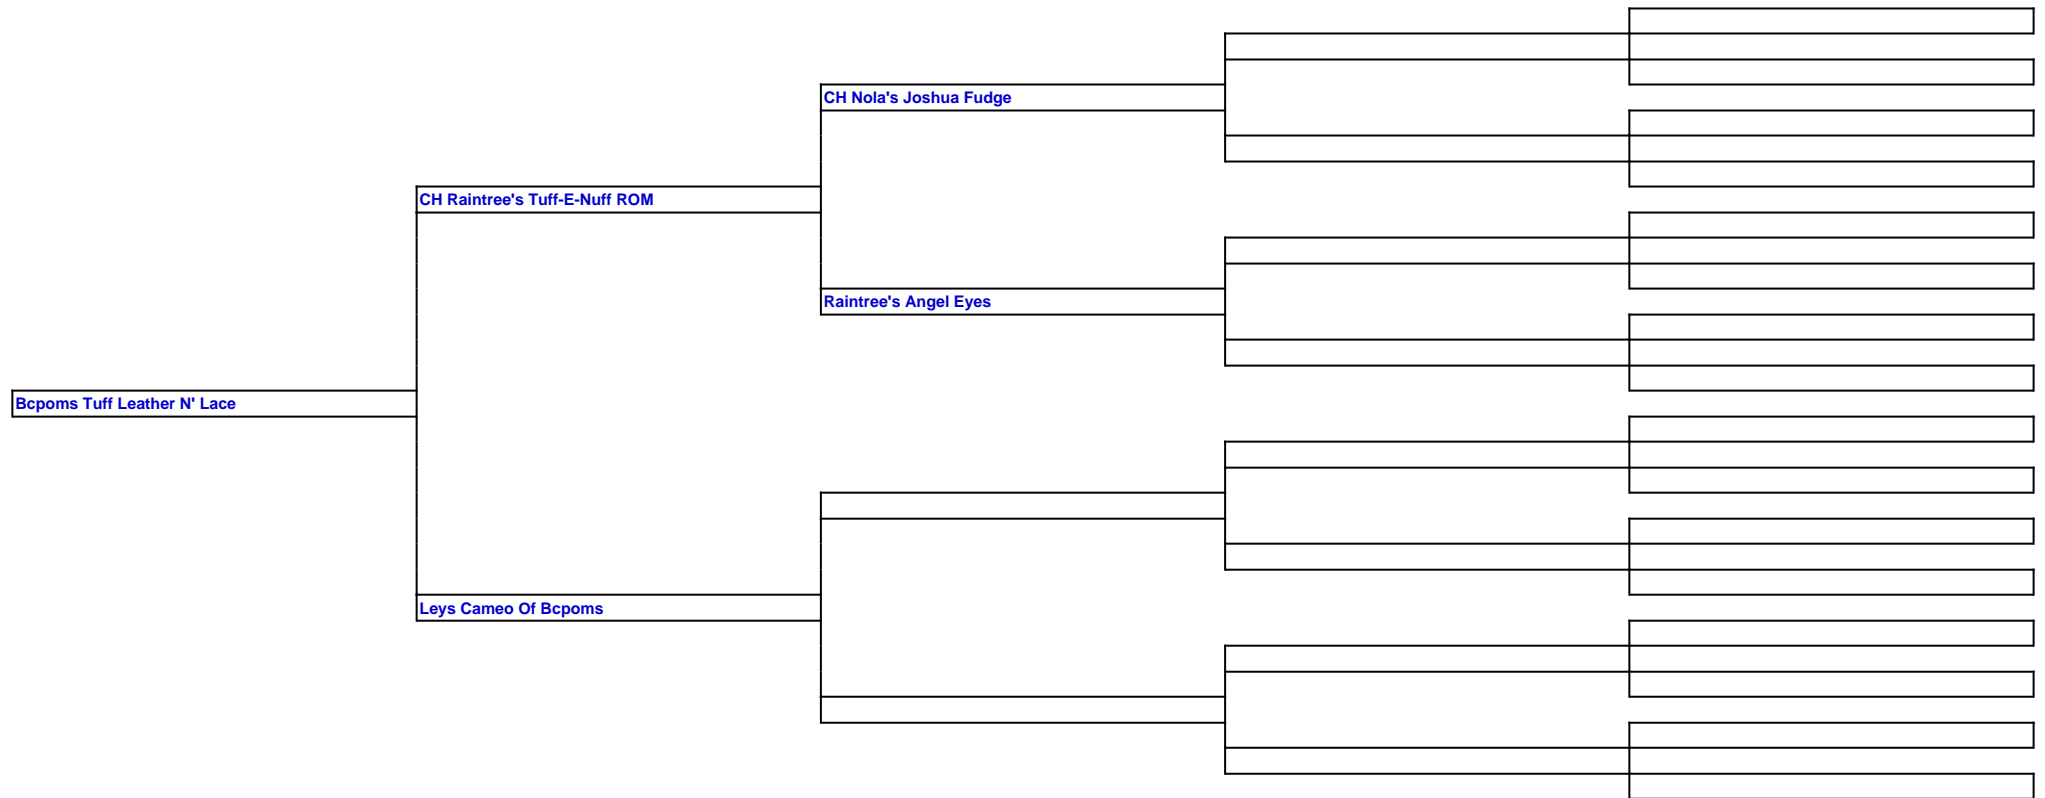 CH Nola's Joshua Fudge
CH Raintree's Tuff-E-Nuff ROM
Raintree's Angel Eyes
Bcpoms Tuff Leather N' Lace
Leys Cameo Of Bcpoms